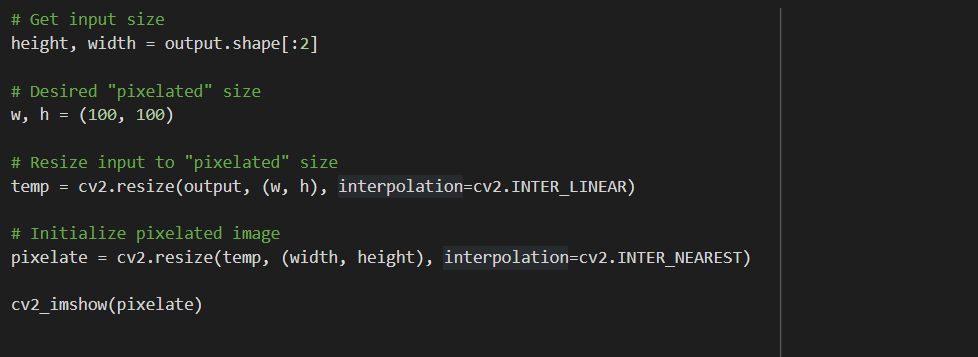 # Get input size
height, width = output.shape[:2]
# Desired "pixelated" size
w, h = (100, 100)
# Resize input to "pixelated" size
temp = cv2.resize(output, (w, h), interpolation=cv2.INTER_LINEAR)
# Initialize pixelated image
pixelate = cv2.resize(temp, (width, height), interpolation=cv2.INTER_NEAREST)
cv2_imshow(pixelate)